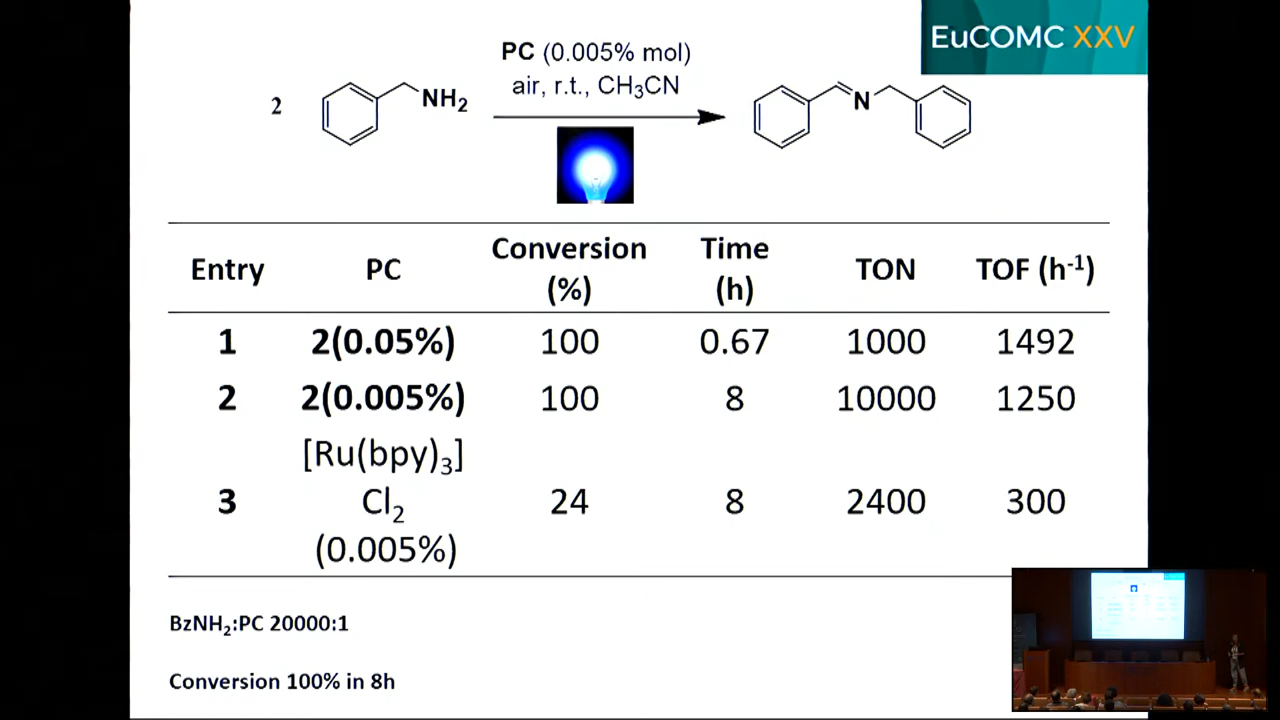 EuCOMC XXV
PC (0.005% mol)
air, r.t., CH₃CN
2
NH₂
N
Entry PC Conversion (%) Time (h) TON TOF (h⁻¹)
1 2(0.05%) 100 0.67 1000 1492
2 2(0.005%) 100 8 10000 1250
3 [Ru(bpy)₃] Cl₂ (0.005%) 24 8 2400 300
BzNH₂:PC 20000:1
Conversion 100% in 8h